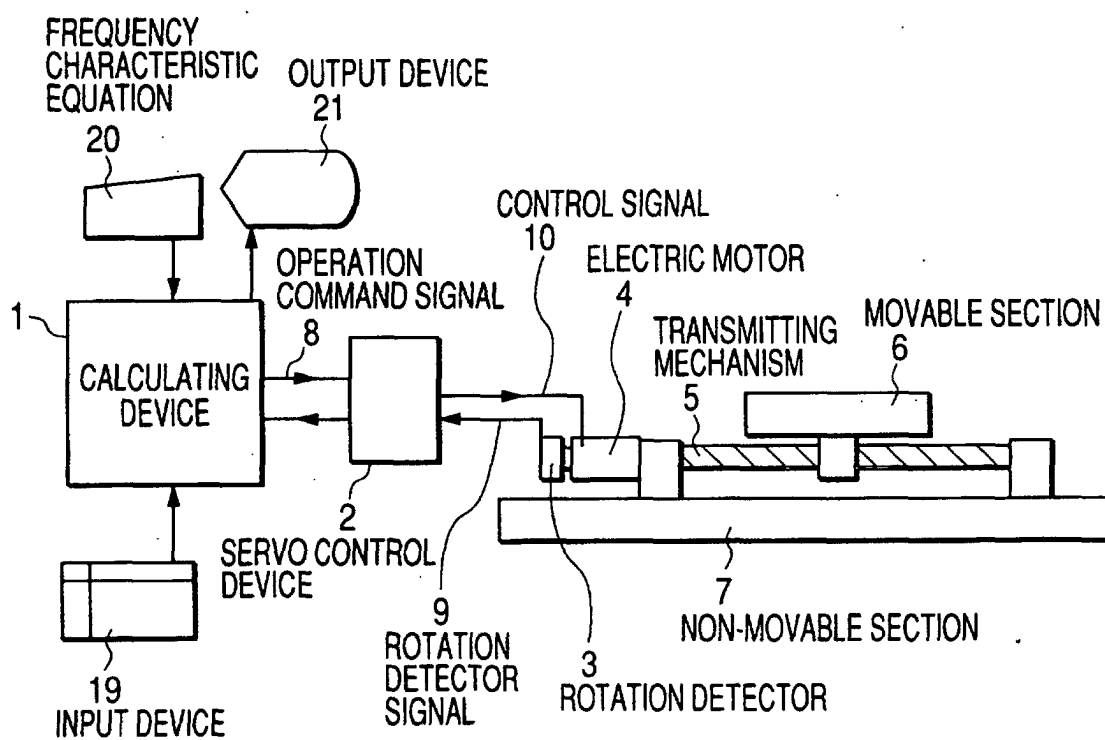 FREQUENCY
CHARACTERISTIC
EQUATION
20
OUTPUT DEVICE
21
CONTROL SIGNAL
10
ELECTRIC MOTOR
4
OPERATION
COMMAND SIGNAL
8
1
CALCULATING
DEVICE
TRANSMITTING
MECHANISM
5
MOVABLE SECTION
6
2
SERVO CONTROL
DEVICE
9
ROTATION
DETECTOR
SIGNAL
3
ROTATION DETECTOR
7
NON-MOVABLE SECTION
19
INPUT DEVICE